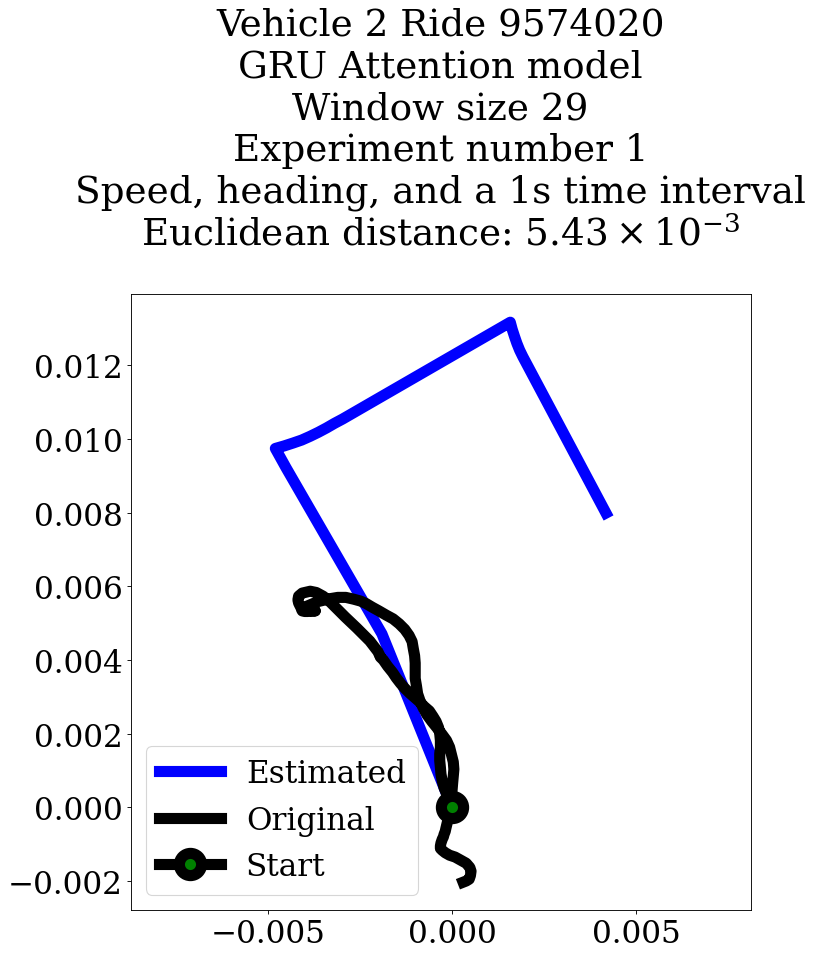 Vehicle 2 Ride 9574020
GRU Attention model
Window size 29
Experiment number 1
Speed, heading, and a 1s time interval
Euclidean distance: 5.43 × 10⁻³
0.012
0.010
0.008
0.006
0.004
0.002
0.000
−0.002
Estimated
Original
Start
−0.005 0.000 0.005